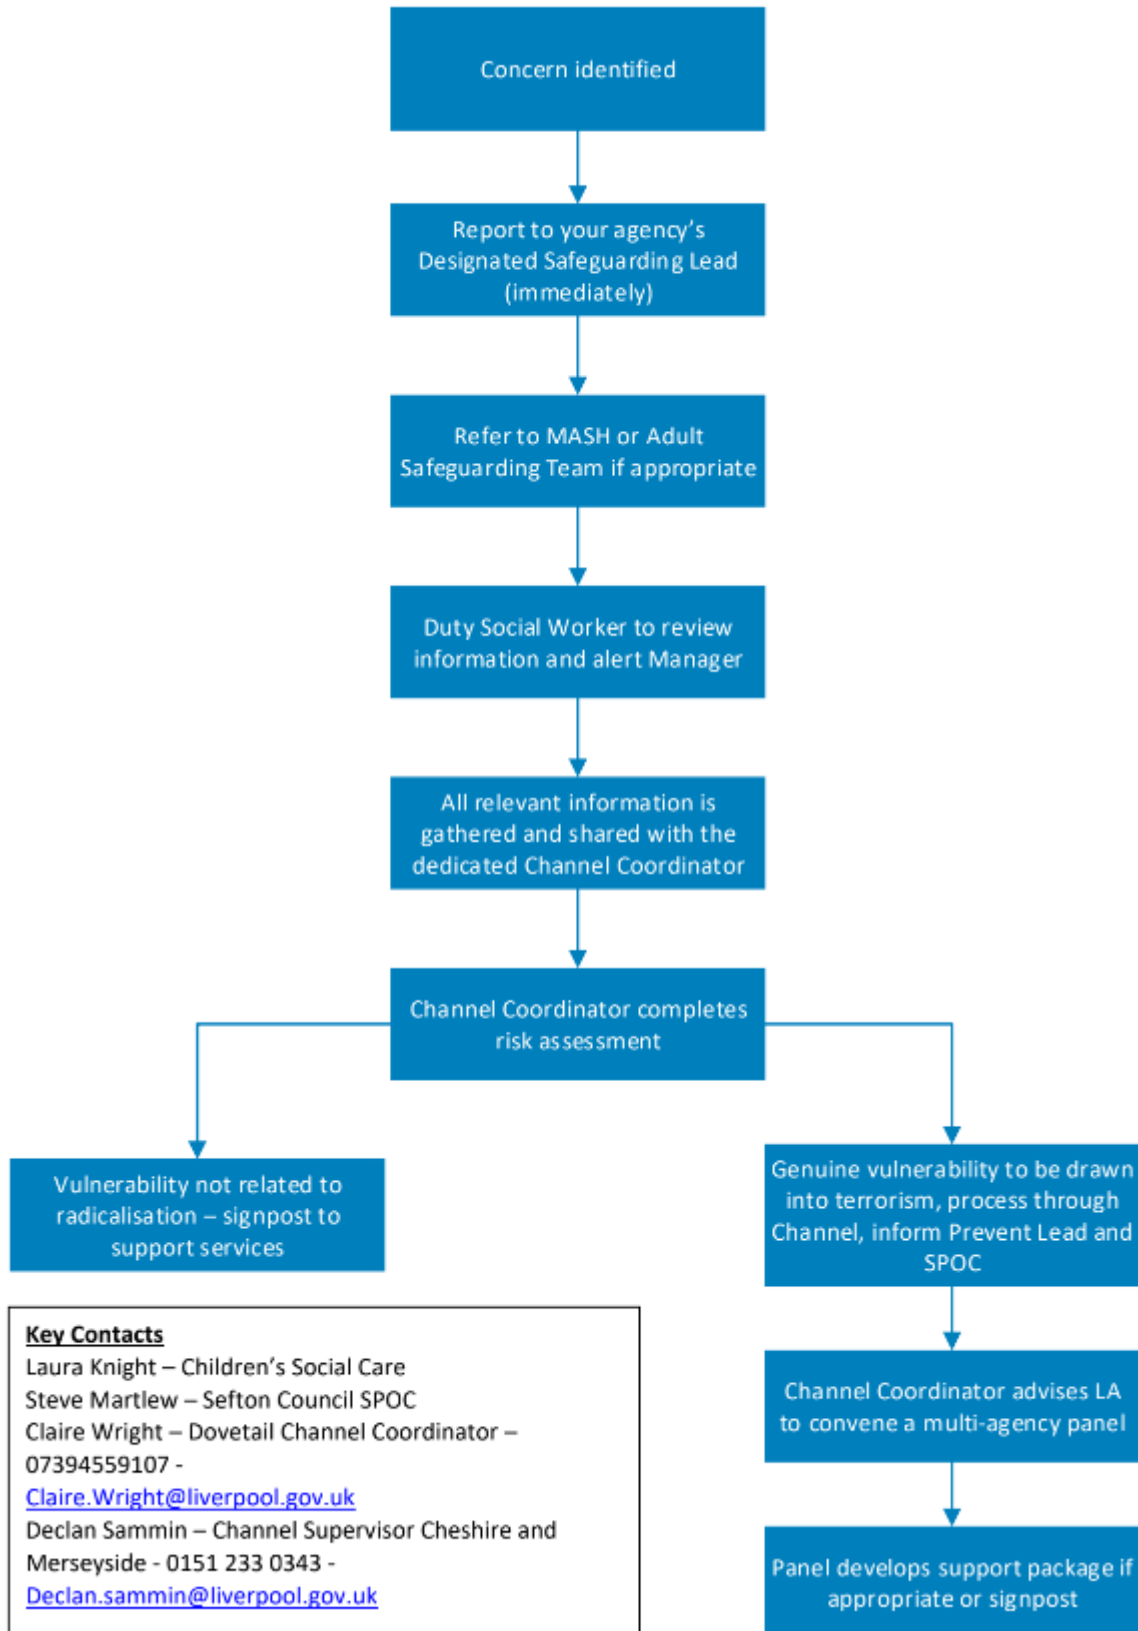 Concern identified
Report to your agency’s
Designated Safeguarding Lead
(immediately)
Refer to MASH or Adult
Safeguarding Team if appropriate
Duty Social Worker to review
information and alert Manager
All relevant information is
gathered and shared with the
dedicated Channel Coordinator
Channel Coordinator completes
risk assessment
Vulnerability not related to
radicalisation – signpost to
support services
Genuine vulnerability to be drawn
into terrorism, process through
Channel, inform Prevent Lead and
SPOC
Channel Coordinator advises LA
to convene a multi-agency panel
Panel develops support package if
appropriate or signpost
Key Contacts
Laura Knight – Children’s Social Care
Steve Martlew – Sefton Council SPOC
Claire Wright – Dovetail Channel Coordinator –
07394559107 -
Claire.Wright@liverpool.gov.uk
Declan Sammin – Channel Supervisor Cheshire and
Merseyside - 0151 233 0343 -
Declan.sammin@liverpool.gov.uk